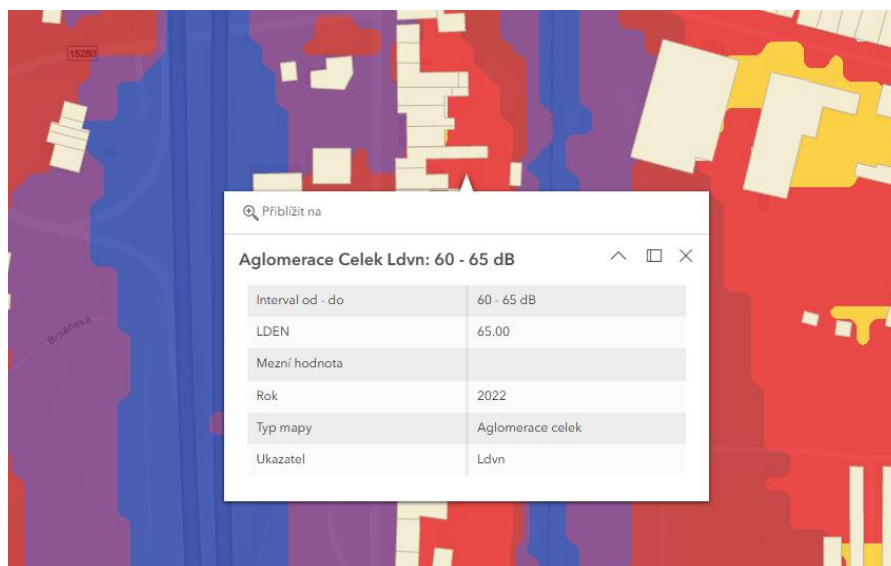 15280
Přiblížit na
Aglomerace Celek Ldvn: 60 - 65 dB
Interval od - do 60 - 65 dB
LDEN 65.00
Mezní hodnota
Rok 2022
Typ mapy Aglomerace celek
Ukazatel Ldvn
Brněnská